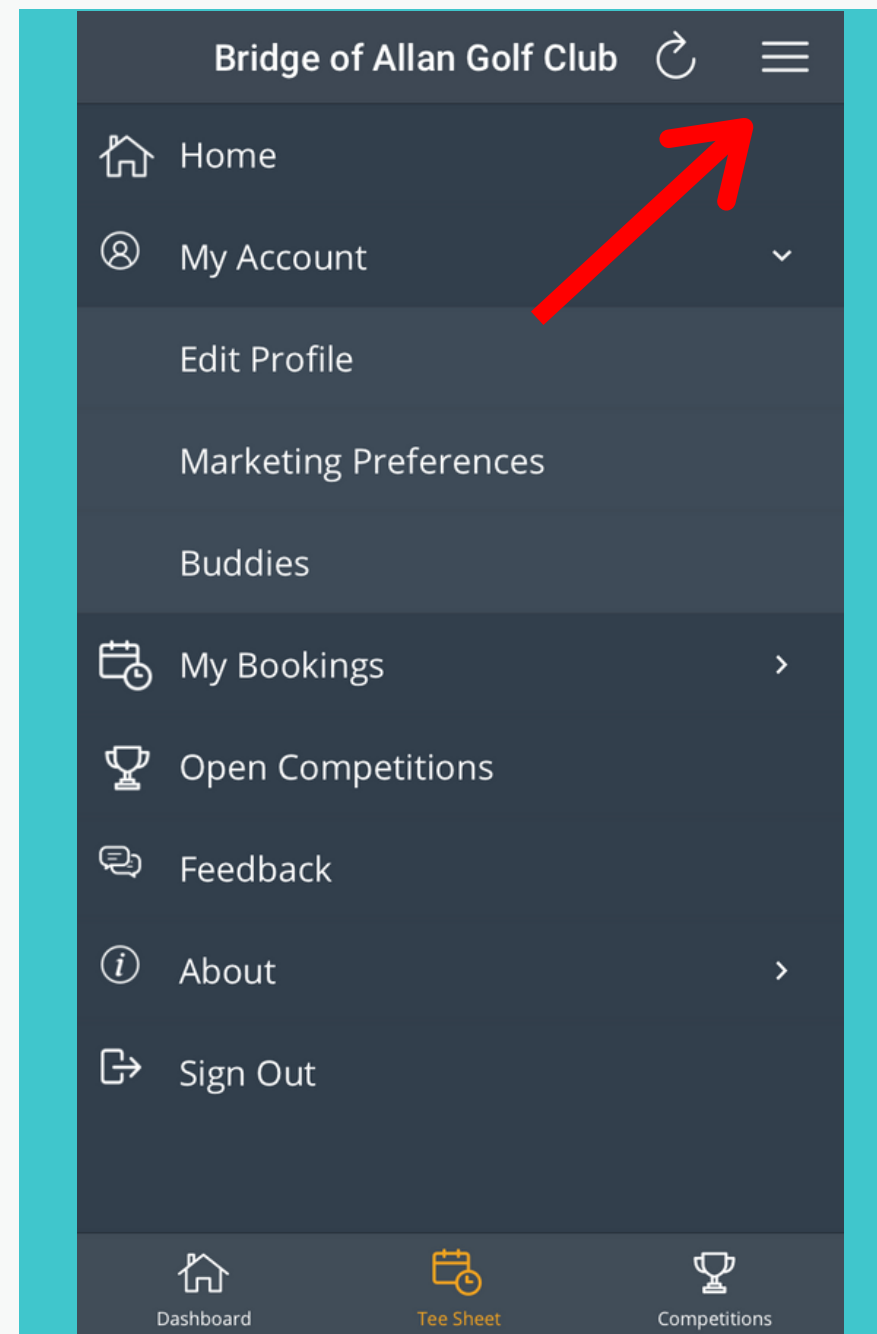 Bridge of Allan Golf Club
Home
My Account
Edit Profile
Marketing Preferences
Buddies
My Bookings
Open Competitions
Feedback
About
Sign Out
Dashboard
Tee Sheet
Competitions